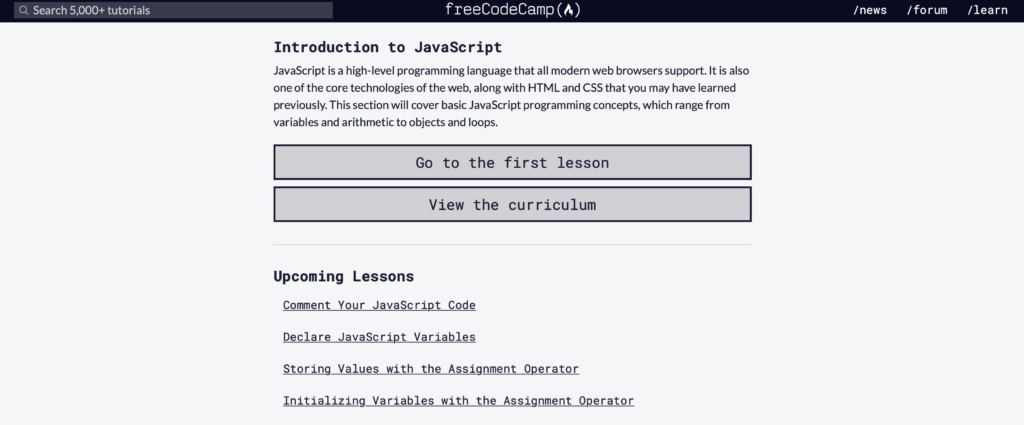 Search 5,000+ tutorials
freeCodeCamp
/news /forum /learn
Introduction to JavaScript
JavaScript is a high-level programming language that all modern web browsers support. It is also
one of the core technologies of the web, along with HTML and CSS that you may have learned
previously. This section will cover basic JavaScript programming concepts, which range from
variables and arithmetic to objects and loops.
Go to the first lesson
View the curriculum
Upcoming Lessons
Comment Your JavaScript Code
Declare JavaScript Variables
Storing Values with the Assignment Operator
Initializing Variables with the Assignment Operator